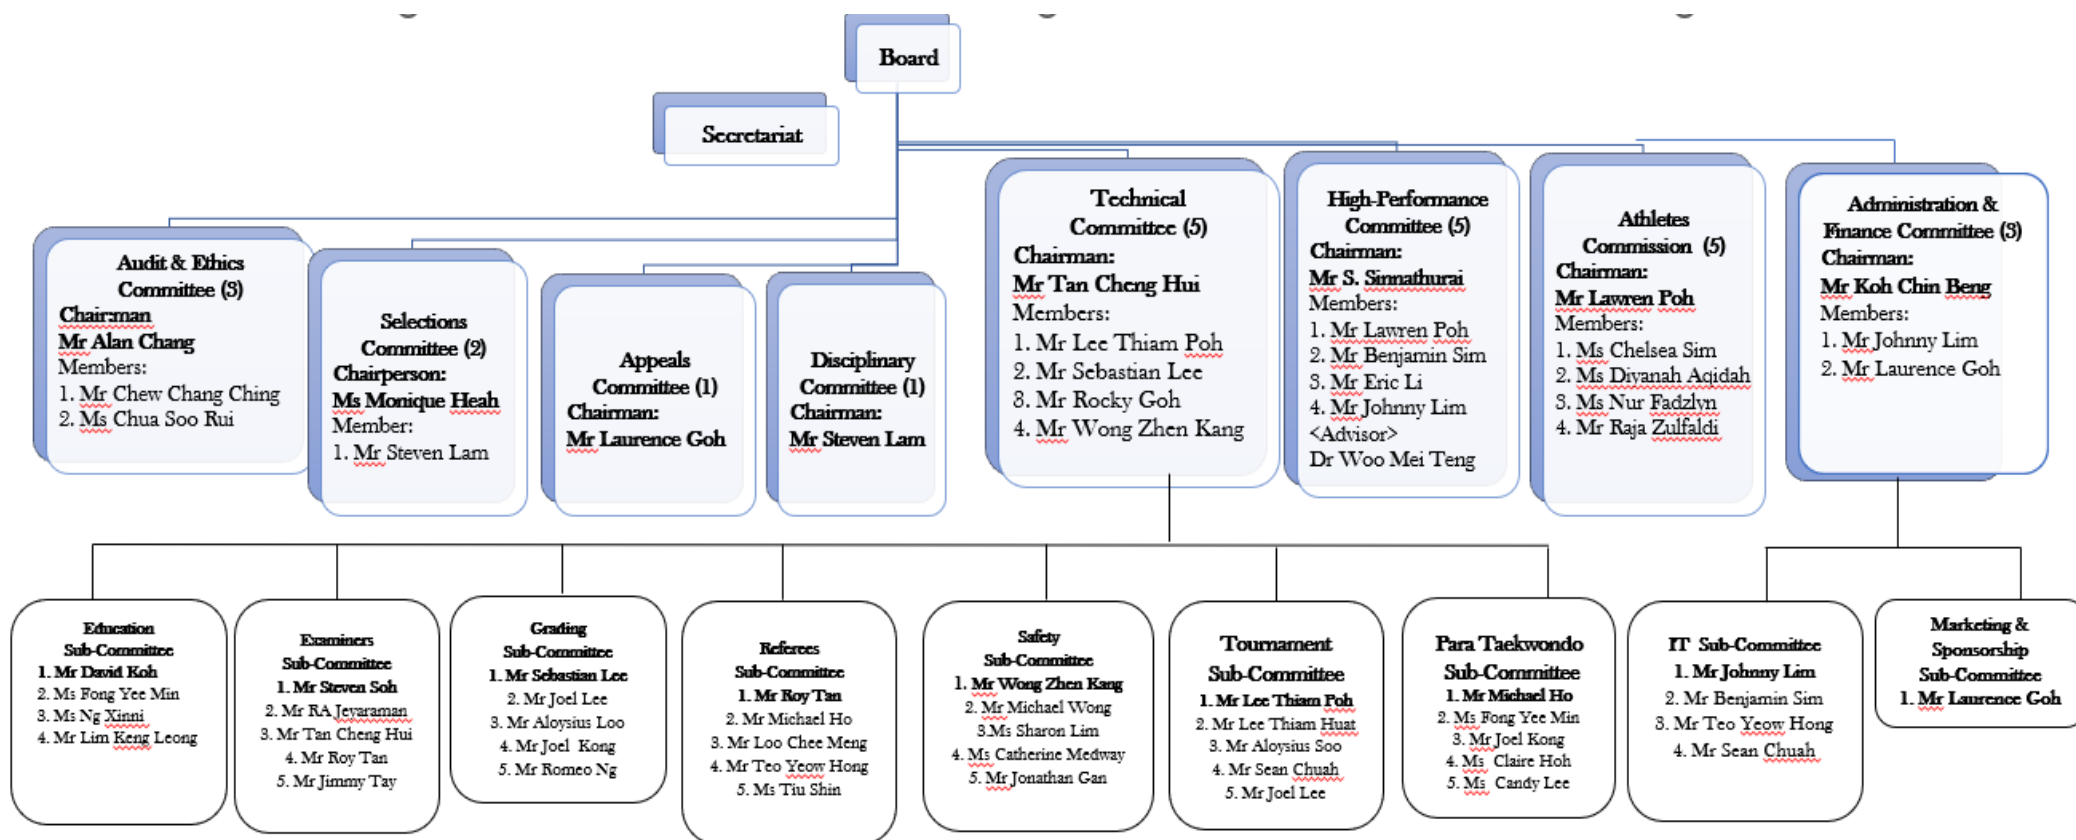 Board
Secretariat
Audit & Ethics
Committee (3)
Chairman
Mr Alan Chang
Members:
1. Mr Chew Chang Ching
2. Ms Chua Soo Rui
Selections
Committee (2)
Chairperson:
Ms Monique Heah
Member:
1. Mr Steven Lam
Appeals
Committee (1)
Chairman:
Mr Laurence Goh
Disciplinary
Committee (1)
Chairman:
Mr Steven Lam
Technical
Committee (5)
Chairman:
Mr Tan Cheng Hui
Members:
1. Mr Lee Thiam Poh
2. Mr Sebastian Lee
3. Mr Rocky Goh
4. Mr Wong Zhen Kang
High-Performance
Committee (5)
Chairman:
Mr S. Sinnathurai
Members:
1. Mr Lawren Poh
2. Mr Benjamin Sim
3. Mr Eric Li
4. Mr Johnny Lim
<Advisor>
Dr Woo Mei Teng
Athletes
Commission (5)
Chairman:
Mr Lawren Poh
Members:
1. Ms Chelsea Sim
2. Ms Diyanah Aqidah
3. Ms Nur Fadzlyn
4. Mr Raja Zulfaldi
Administration &
Finance Committee (3)
Chairman:
Mr Koh Chin Beng
Members:
1. Mr Johnny Lim
2. Mr Laurence Goh
Education
Sub-Committee
1. Mr David Koh
2. Ms Fong Yee Min
3. Ms Ng Xinni
4. Mr Lim Keng Leong
Examiners
Sub-Committee
1. Mr Steven Soh
2. Mr RA Jeyaraman
3. Mr Tan Cheng Hui
4. Mr Roy Tan
5. Mr Jimmy Tay
Grading
Sub-Committee
1. Mr Sebastian Lee
2. Mr Joel Lee
3. Mr Aloysius Loo
4. Mr Joel Kong
5. Mr Romeo Ng
Referees
Sub-Committee
1. Mr Roy Tan
2. Mr Michael Ho
3. Mr Loo Chee Meng
4. Mr Teo Yeow Hong
5. Ms Tiu Shin
Safety
Sub-Committee
1. Mr Wong Zhen Kang
2. Mr Michael Wong
3.Ms Sharon Lim
4. Ms Catherine Medway
5. Mr Jonathan Gan
Tournament
Sub-Committee
1. Mr Lee Thiam Poh
2. Mr Lee Thiam Huat
3. Mr Aloysius Soo
4. Mr Sean Chuah
5. Mr Joel Lee
Para Taekwondo
Sub-Committee
1. Mr Michael Ho
2. Ms Fong Yee Min
3. Mr Joel Kong
4. Ms Claire Hoh
5. Ms Candy Lee
IT Sub-Committee
1. Mr Johnny Lim
2. Mr Benjamin Sim
3. Mr Teo Yeow Hong
4. Mr Sean Chuah
Marketing &
Sponsorship
Sub-Committee
1. Mr Laurence Goh